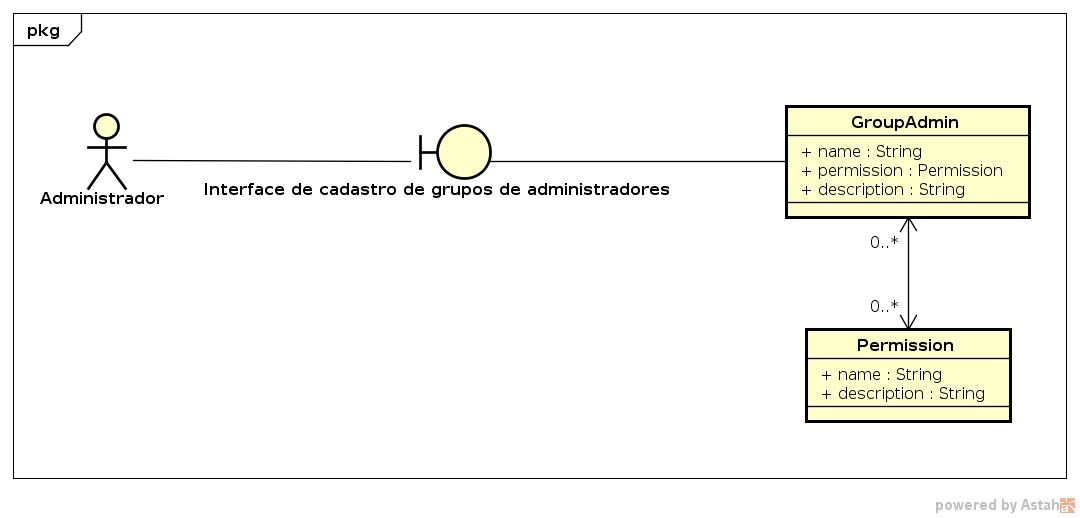 pkg
Administrador
Interface de cadastro de grupos de administradores
GroupAdmin
+ name : String
+ permission : Permission
+ description : String
0..*
0..*
Permission
+ name : String
+ description : String
powered by Astah